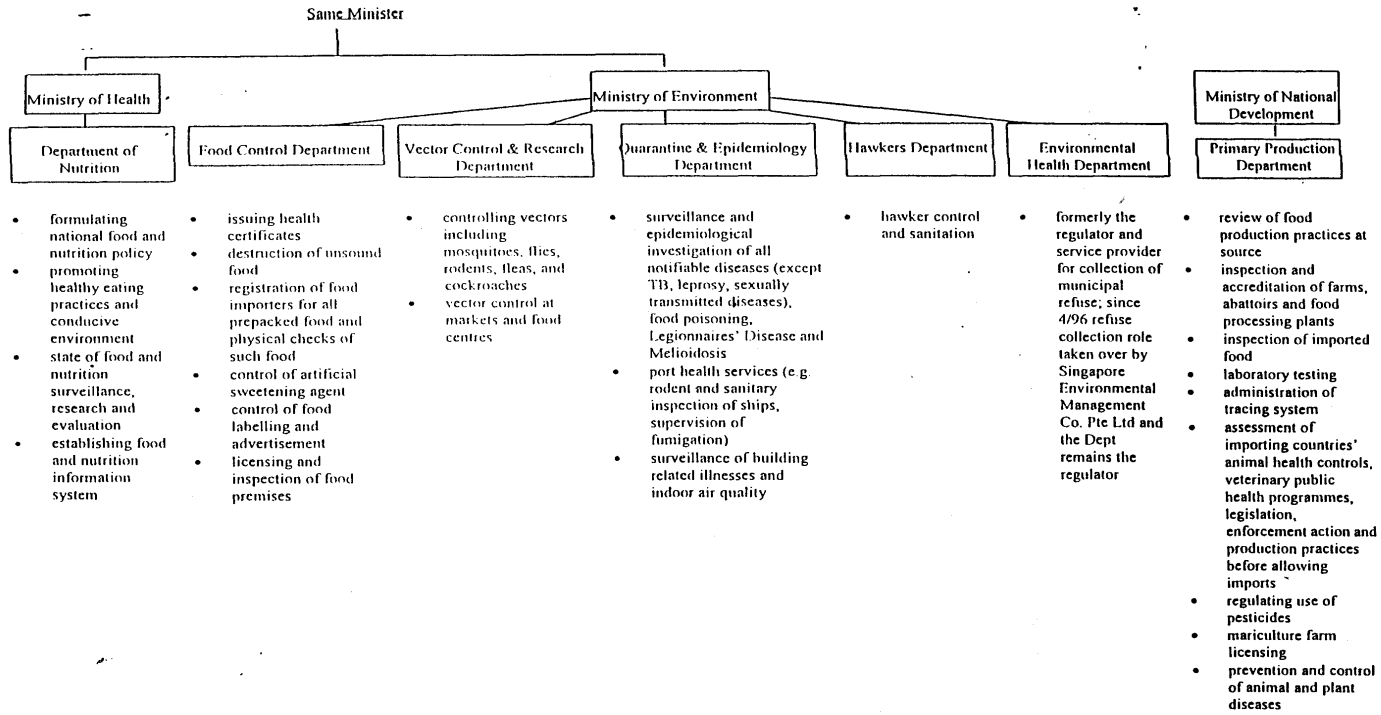 Same Minister
Ministry of Health
Ministry of Environment
Ministry of National
Development
Department of
Nutrition
Food Control Department
Vector Control & Research
Department
Quarantine & Epidemiology
Department
Hawkers Department
Environmental
Health Department
Primary Production
Department
• formulating
national food and
nutrition policy
• promoting
healthy eating
practices and
conducive
environment
• state of food and
nutrition
surveillance,
research and
evaluation
• establishing food
and nutrition
information
system
• issuing health
certificates
• destruction of unsound
food
• registration of food
importers for all
prepacked food and
physical checks of
such food
• control of artificial
sweetening agent
• control of food
labelling and
advertisement
• licensing and
inspection of food
premises
• controlling vectors
including
mosquitoes, flies,
rodents, fleas, and
cockroaches
• vector control at
markets and food
centres
• surveillance and
epidemiological
investigation of all
notifiable diseases (except
TB, leprosy, sexually
transmitted diseases),
food poisoning,
Legionnaires' Disease and
Melioidosis
• port health services (e.g.
rodent and sanitary
inspection of ships,
supervision of
fumigation)
• surveillance of building
related illnesses and
indoor air quality
• hawker control
and sanitation
• formerly the
regulator and
service provider
for collection of
municipal
refuse; since
4/96 refuse
collection role
taken over by
Singapore
Environmental
Management
Co. Pte Ltd and
the Dept
remains the
regulator
• review of food
production practices at
source
• inspection and
accreditation of farms,
abattoirs and food
processing plants
• inspection of imported
food
• laboratory testing
• administration of
tracing system
• assessment of
importing countries'
animal health controls,
veterinary public
health programmes,
legislation,
enforcement action and
production practices
before allowing
imports
• regulating use of
pesticides
• mariculture farm
licensing
• prevention and control
of animal and plant
diseases